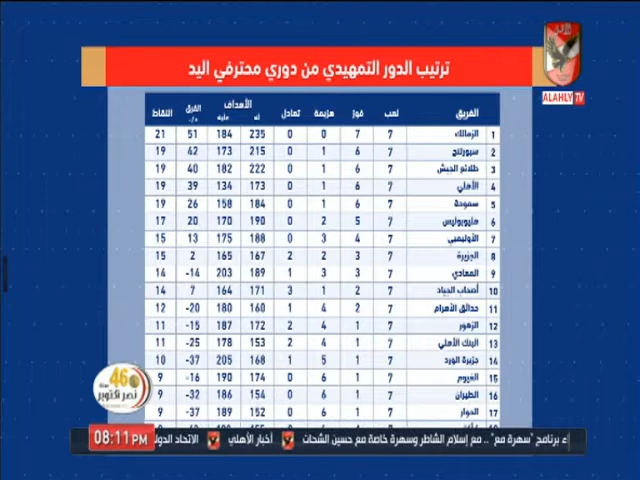 ALAHLY TV
ترتيب الدور التمهيدي من دوري محترفي اليد
الفريق لعب فوز هزيمة تعادل الأهداف له عليه الفرق +/- النقاط
1 الزمالك 7 7 0 0 235 184 51 21
2 سبورتنج 7 6 1 0 215 173 42 19
3 طلائع الجيش 7 6 1 0 222 182 40 19
4 الأهلي 7 6 1 0 173 134 39 19
5 سموحة 7 6 1 0 184 158 26 19
6 هليوبوليس 7 5 2 0 190 170 20 17
7 الأوليمبي 7 4 3 0 188 175 13 15
8 الجزيرة 7 3 2 2 167 165 2 15
9 المعادي 7 3 3 1 189 203 -14 14
10 أصحاب الجياد 7 2 1 3 171 164 7 14
11 حدائق الأهرام 7 2 4 1 160 180 -20 12
12 الزهور 7 1 4 2 172 187 -15 11
13 البنك الأهلي 7 1 4 2 153 178 -25 11
14 جزيرة الورد 7 1 5 1 168 205 -37 10
15 الفيوم 7 1 6 0 174 190 -16 9
16 الطيران 7 1 6 0 154 186 -32 9
17 الحوار 7 1 6 0 152 189 -37 9
46 سنة
نصر أكتوبر
08:11 PM
اء برنامج "سهرة مع" .. مع إسلام الشاطر وسهرة خاصة مع حسين الشحات أخبار الأهلي الاتحاد الدول